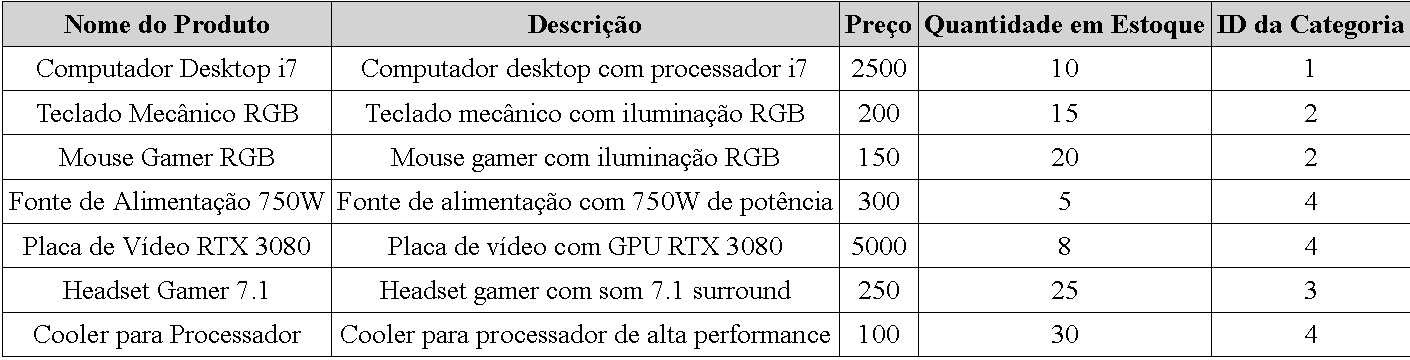 Nome do Produto Descrição Preço Quantidade em Estoque ID da Categoria
Computador Desktop i7 Computador desktop com processador i7 2500 10 1
Teclado Mecânico RGB Teclado mecânico com iluminação RGB 200 15 2
Mouse Gamer RGB Mouse gamer com iluminação RGB 150 20 2
Fonte de Alimentação 750W Fonte de alimentação com 750W de potência 300 5 4
Placa de Vídeo RTX 3080 Placa de vídeo com GPU RTX 3080 5000 8 4
Headset Gamer 7.1 Headset gamer com som 7.1 surround 250 25 3
Cooler para Processador Cooler para processador de alta performance 100 30 4